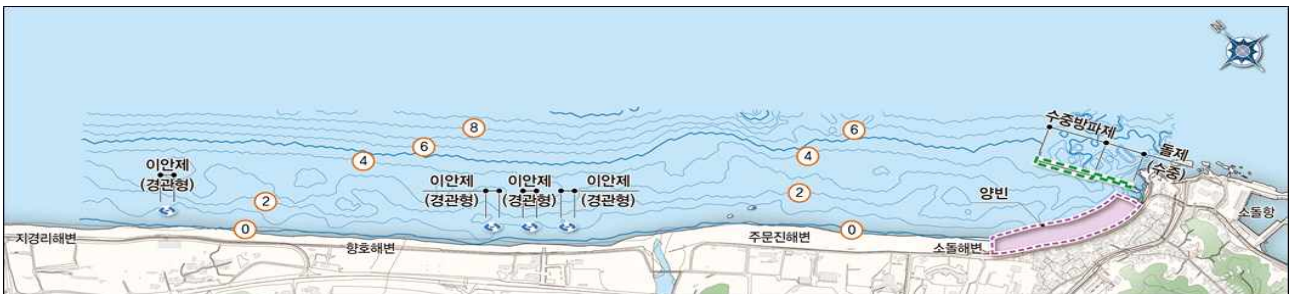 N
8
6
수중방파제
4
6
돌제
(수중)
이안제
(경관형)
4
이안제
(경관형)
이안제
(경관형)
이안제
(경관형)
2
2
양빈
소돌항
0
0
지경리해변
향호해변
주문진해변
소돌해변